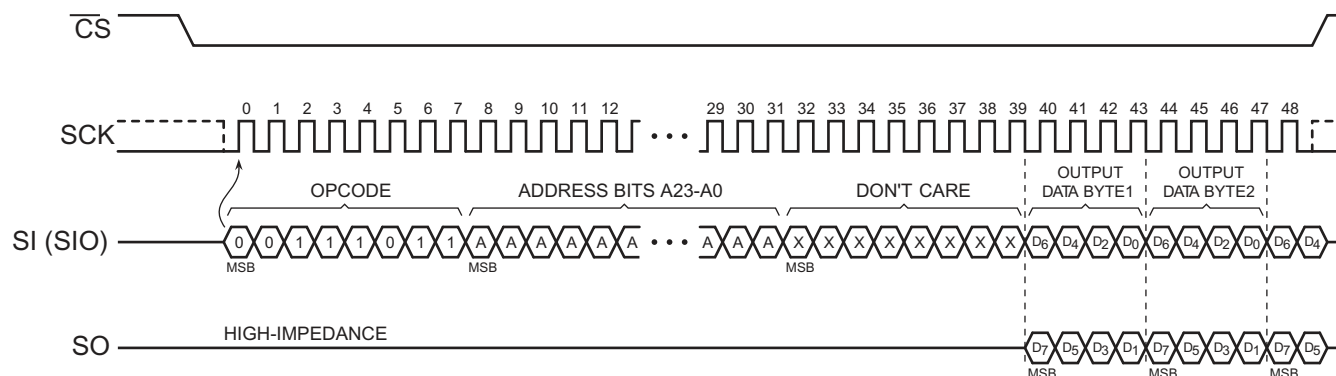 CS
0 1 2 3 4 5 6 7 8 9 10 11 12 29 30 31 32 33 34 35 36 37 38 39 40 41 42 43 44 45 46 47 48
SCK
OPCODE ADDRESS BITS A23-A0 DON'T CARE OUTPUT DATA BYTE1 OUTPUT DATA BYTE2
SI (SIO) 0 0 1 1 1 0 1 1 A A A A A A A A A X X X X X X X X D6 D4 D2 D0 D6 D4 D2 D0 D6 D4
MSB MSB MSB
HIGH-IMPEDANCE
SO D7 D5 D3 D1 D7 D5 D3 D1 D7 D5
MSB MSB MSB